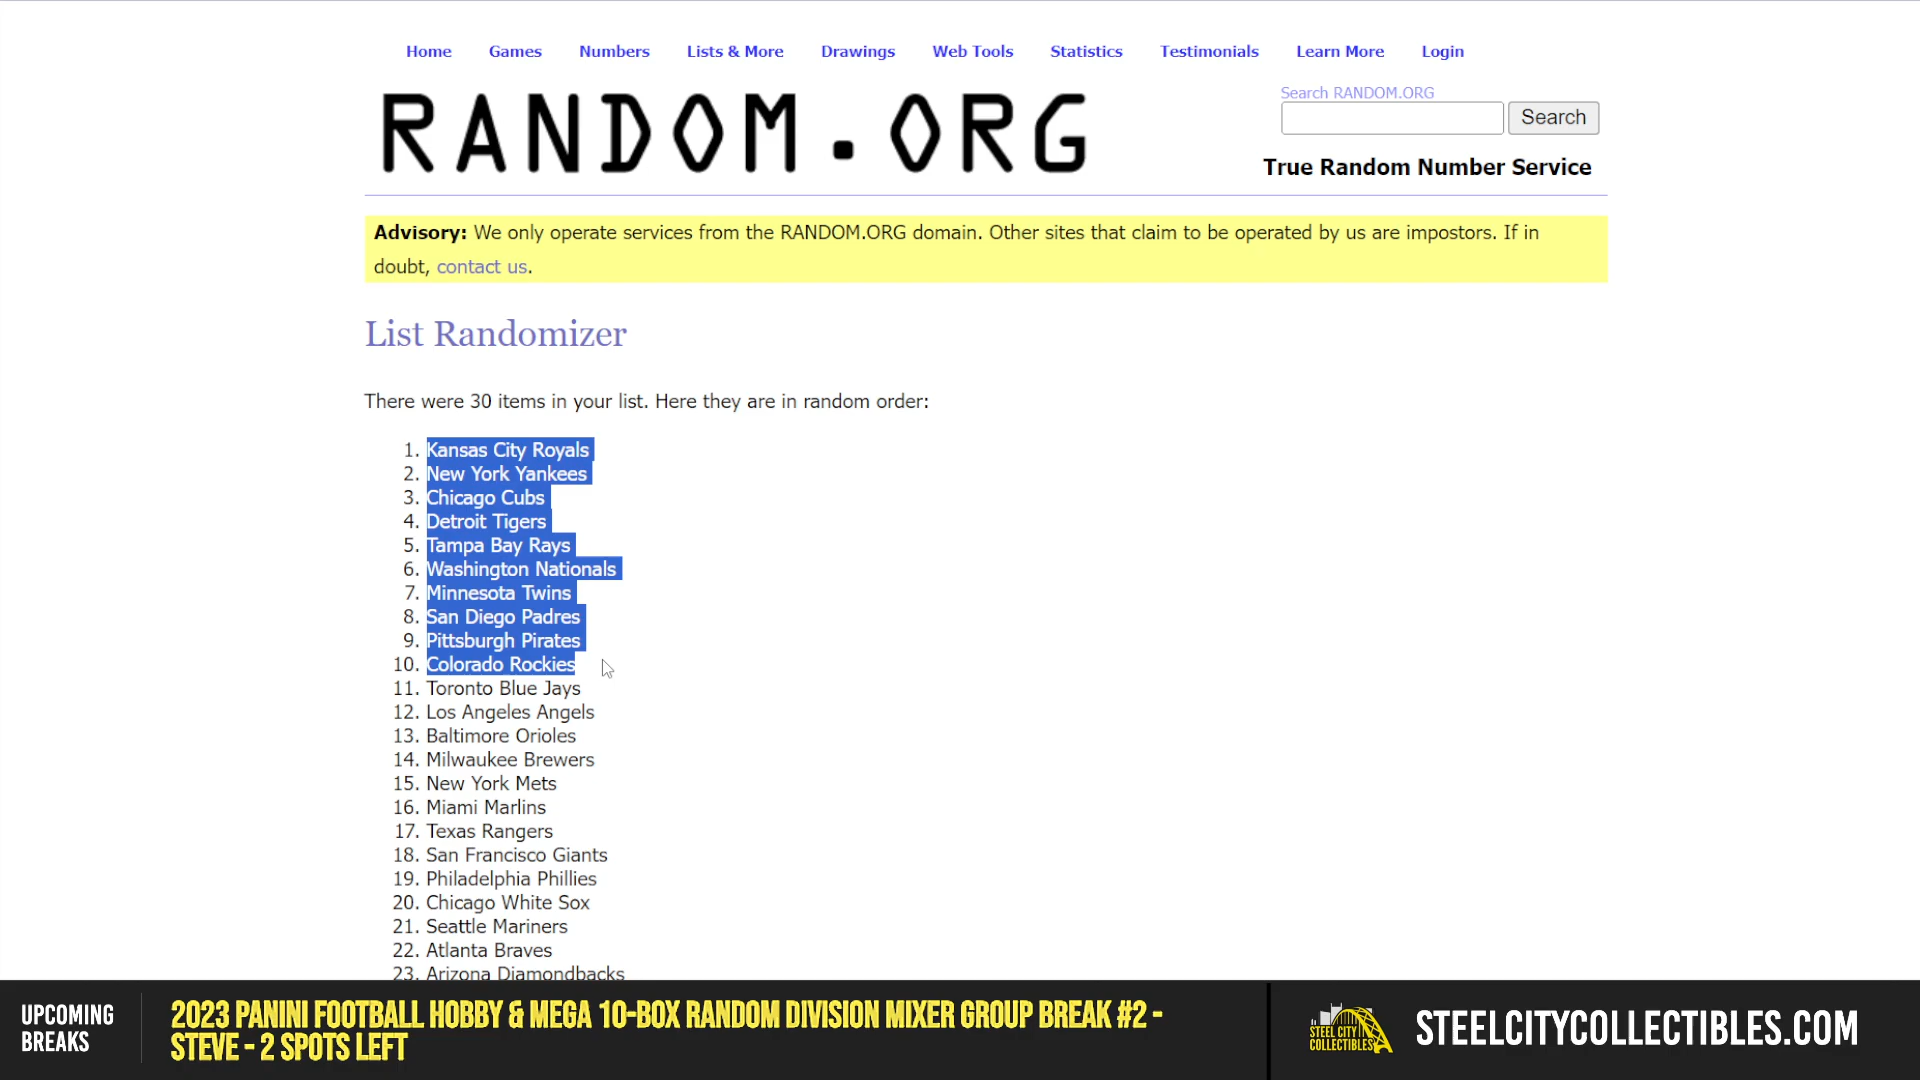 Home Games Numbers Lists & More Drawings Web Tools Statistics Testimonials Learn More Login
RANDOM.ORG
Search RANDOM.ORG
Search
True Random Number Service
Advisory: We only operate services from the RANDOM.ORG domain. Other sites that claim to be operated by us are impostors. If in
doubt, contact us.
List Randomizer
There were 30 items in your list. Here they are in random order:
1. Kansas City Royals
2. New York Yankees
3. Chicago Cubs
4. Detroit Tigers
5. Tampa Bay Rays
6. Washington Nationals
7. Minnesota Twins
8. San Diego Padres
9. Pittsburgh Pirates
10. Colorado Rockies
11. Toronto Blue Jays
12. Los Angeles Angels
13. Baltimore Orioles
14. Milwaukee Brewers
15. New York Mets
16. Miami Marlins
17. Texas Rangers
18. San Francisco Giants
19. Philadelphia Phillies
20. Chicago White Sox
21. Seattle Mariners
22. Atlanta Braves
23. Arizona Diamondbacks
UPCOMING
BREAKS
2023 PANINI FOOTBALL HOBBY & MEGA 10-BOX RANDOM DIVISION MIXER GROUP BREAK #2 -
STEVE - 2 SPOTS LEFT
STEEL CITY
COLLECTIBLES
STEELCITYCOLLECTIBLES.COM